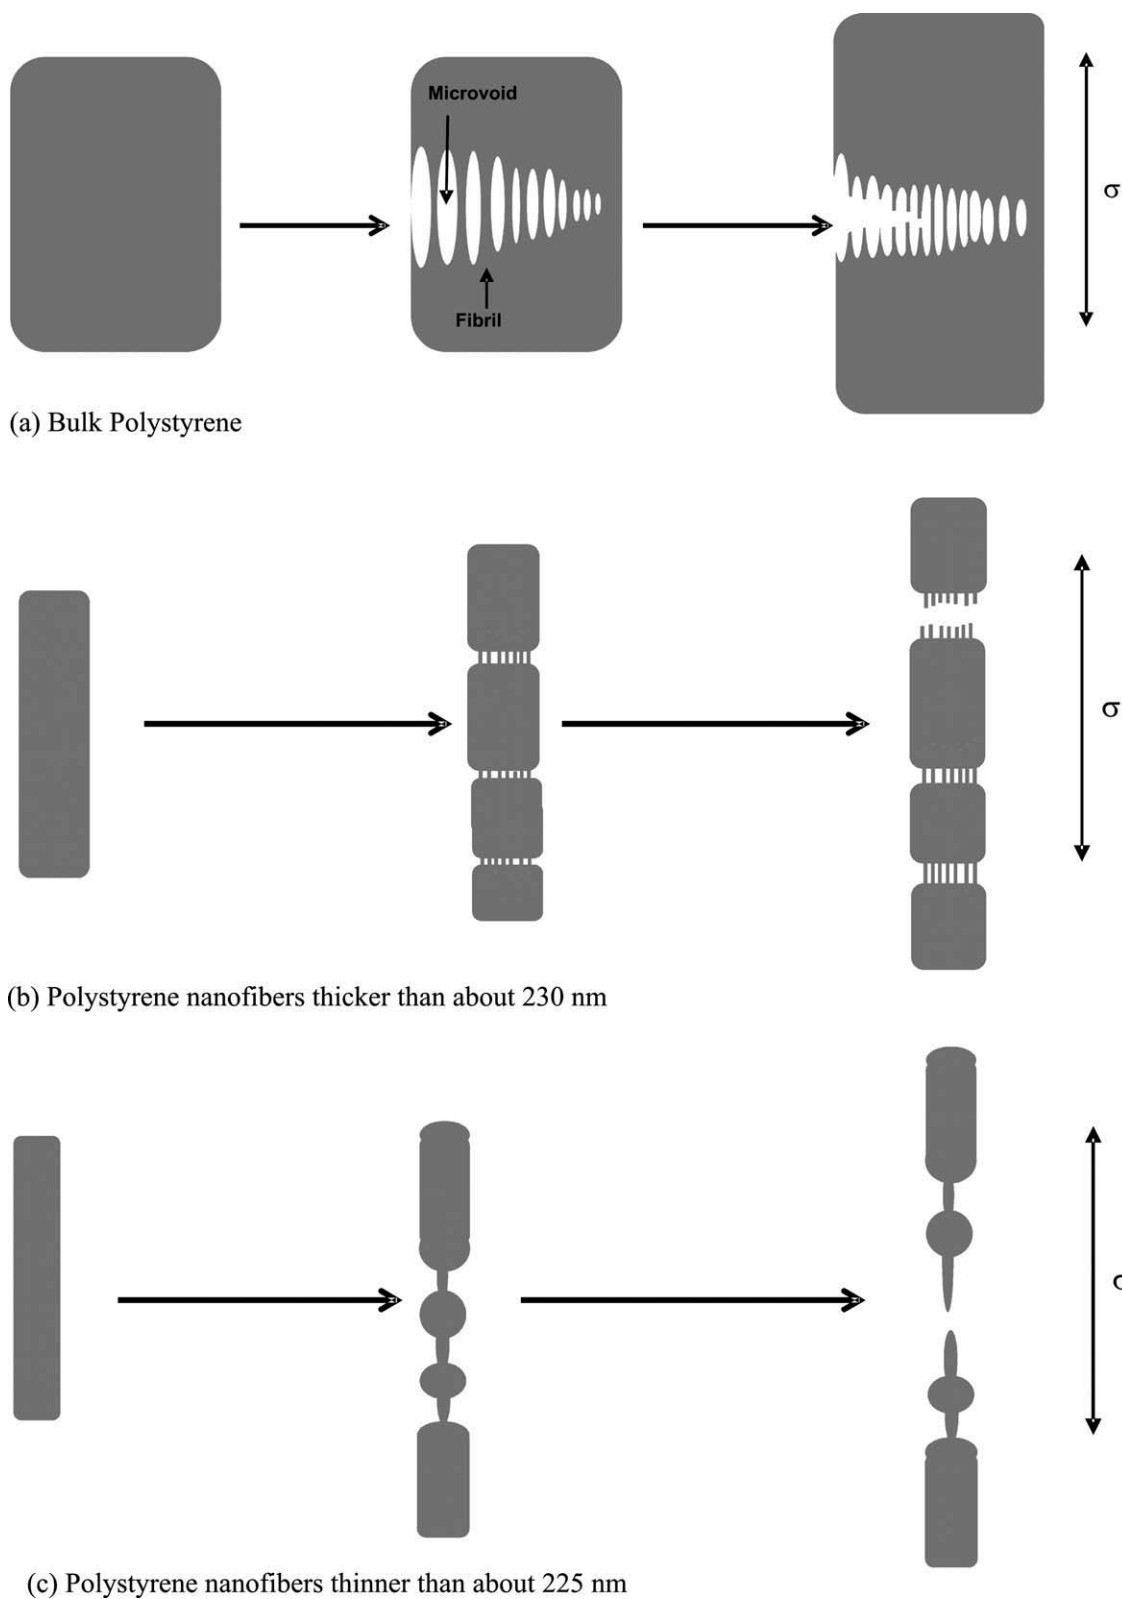 Microvoid
σ
Fibril
(a) Bulk Polystyrene
σ
(b) Polystyrene nanofibers thicker than about 230 nm
σ
(c) Polystyrene nanofibers thinner than about 225 nm